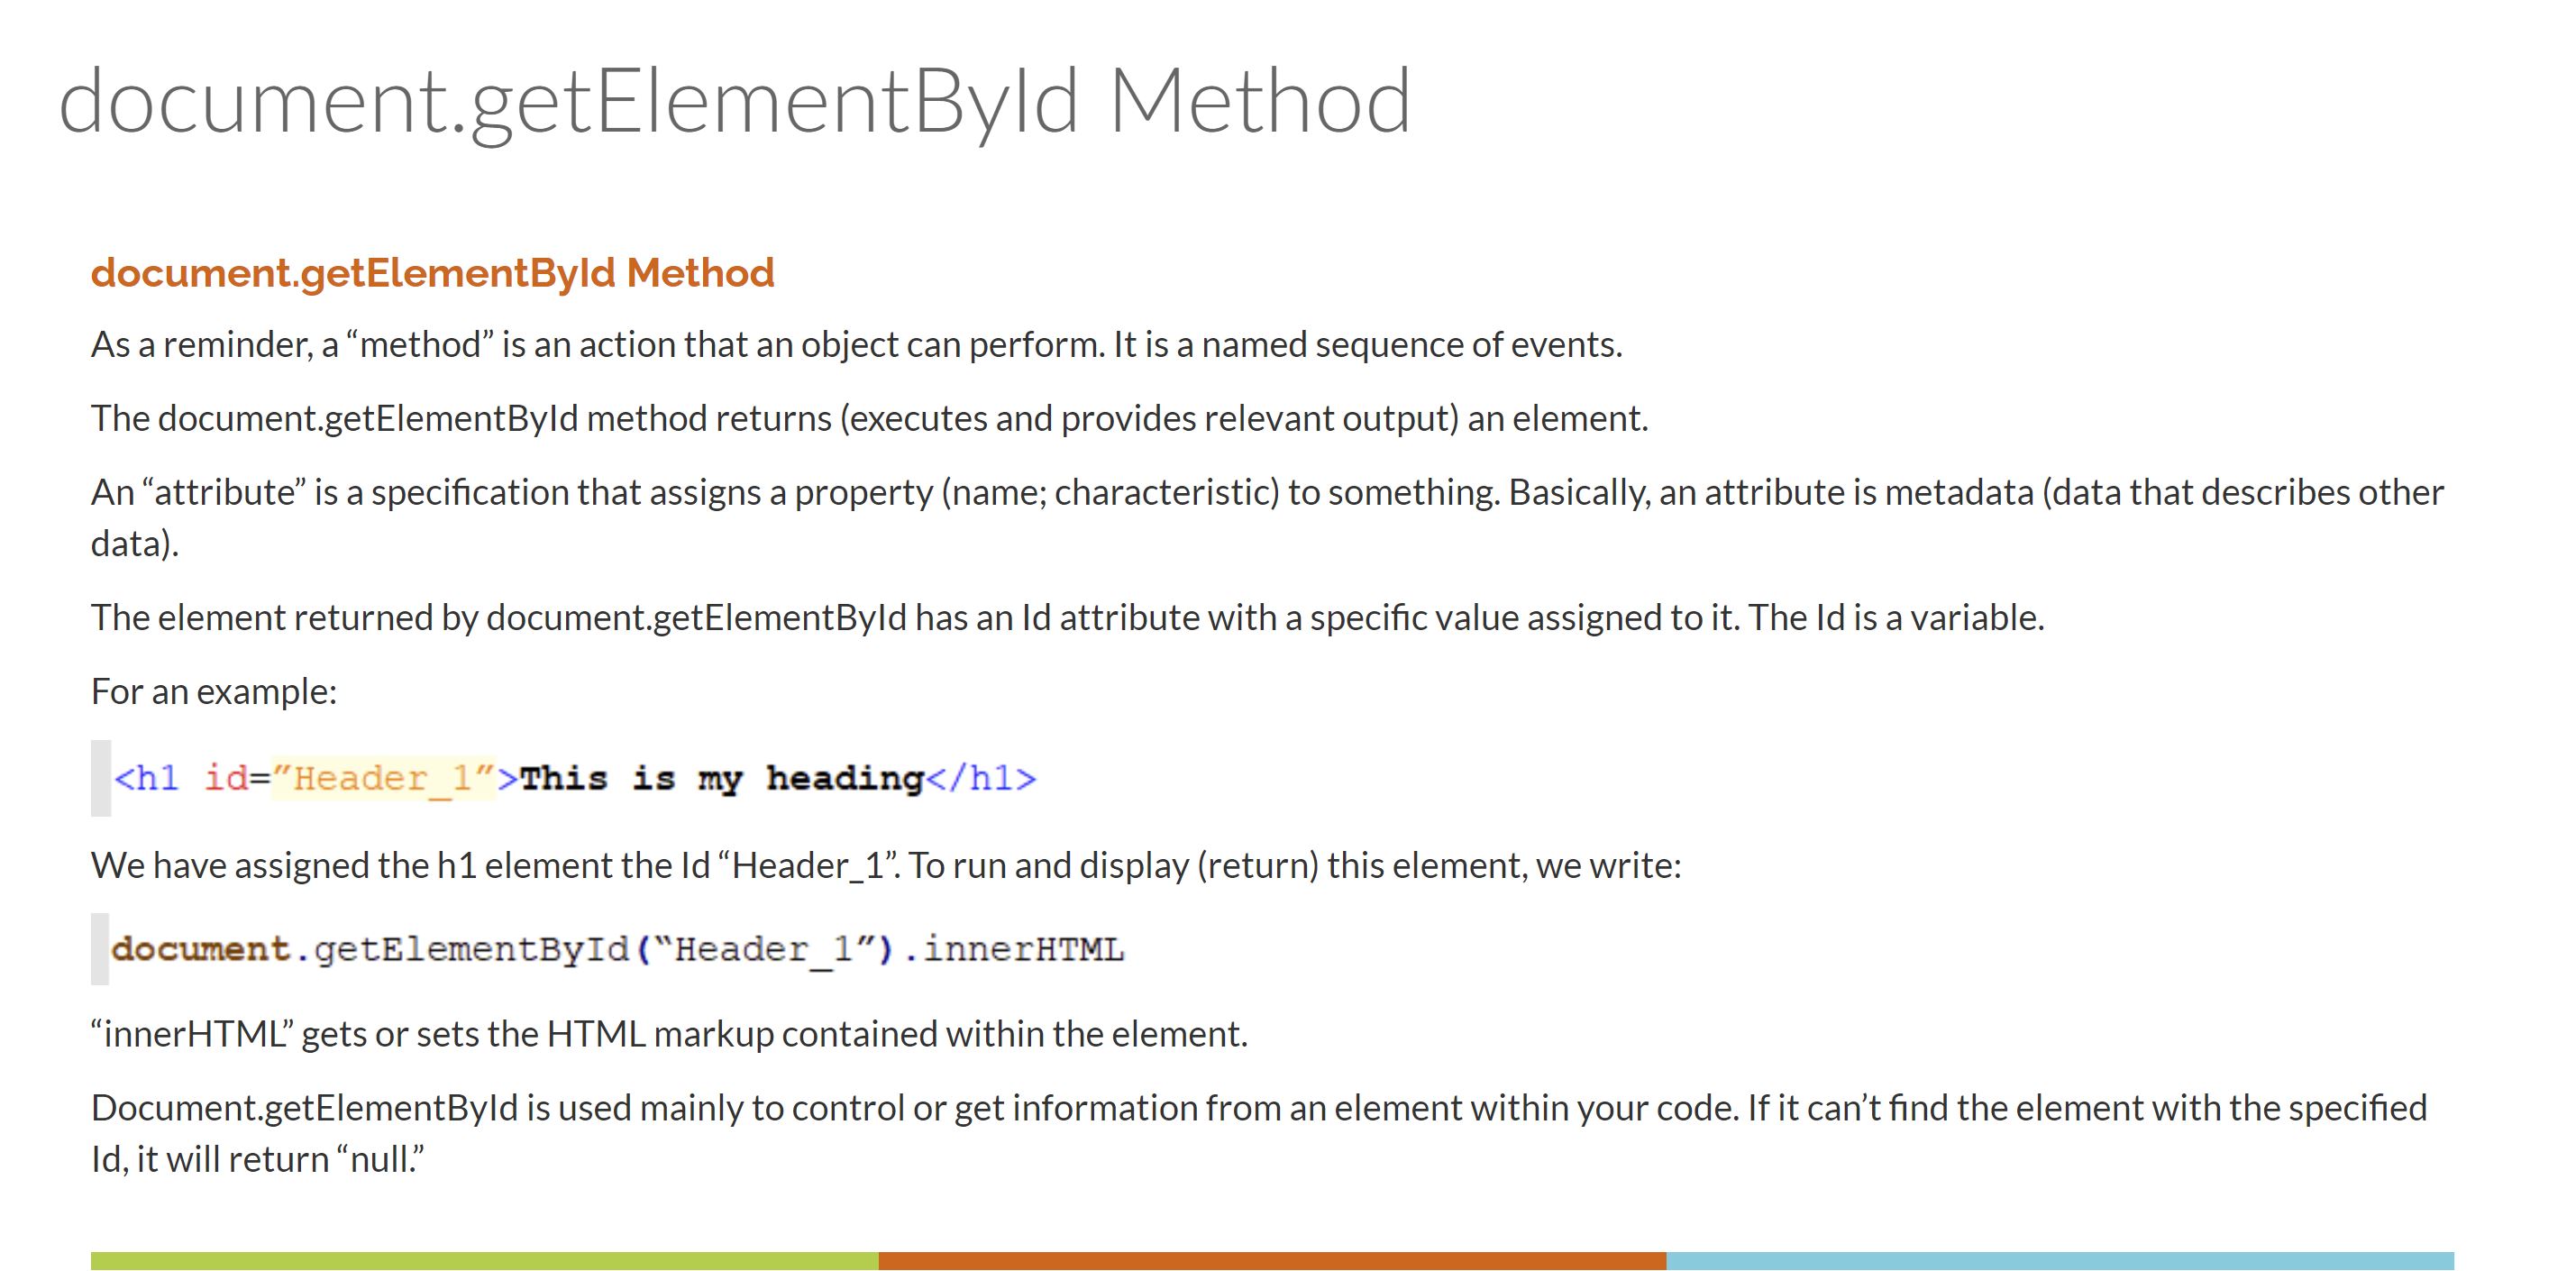 document.getElementById Method
document.getElementById Method
As a reminder, a “method” is an action that an object can perform. It is a named sequence of events.
The document.getElementById method returns (executes and provides relevant output) an element.
An “attribute” is a specification that assigns a property (name; characteristic) to something. Basically, an attribute is metadata (data that describes other
data).
The element returned by document.getElementById has an Id attribute with a specific value assigned to it. The Id is a variable.
For an example:
<h1 id=”Header_1”>This is my heading</h1>
We have assigned the h1 element the Id “Header_1”. To run and display (return) this element, we write:
document.getElementById(“Header_1”).innerHTML
“innerHTML” gets or sets the HTML markup contained within the element.
Document.getElementById is used mainly to control or get information from an element within your code. If it can’t find the element with the specified
Id, it will return “null.”